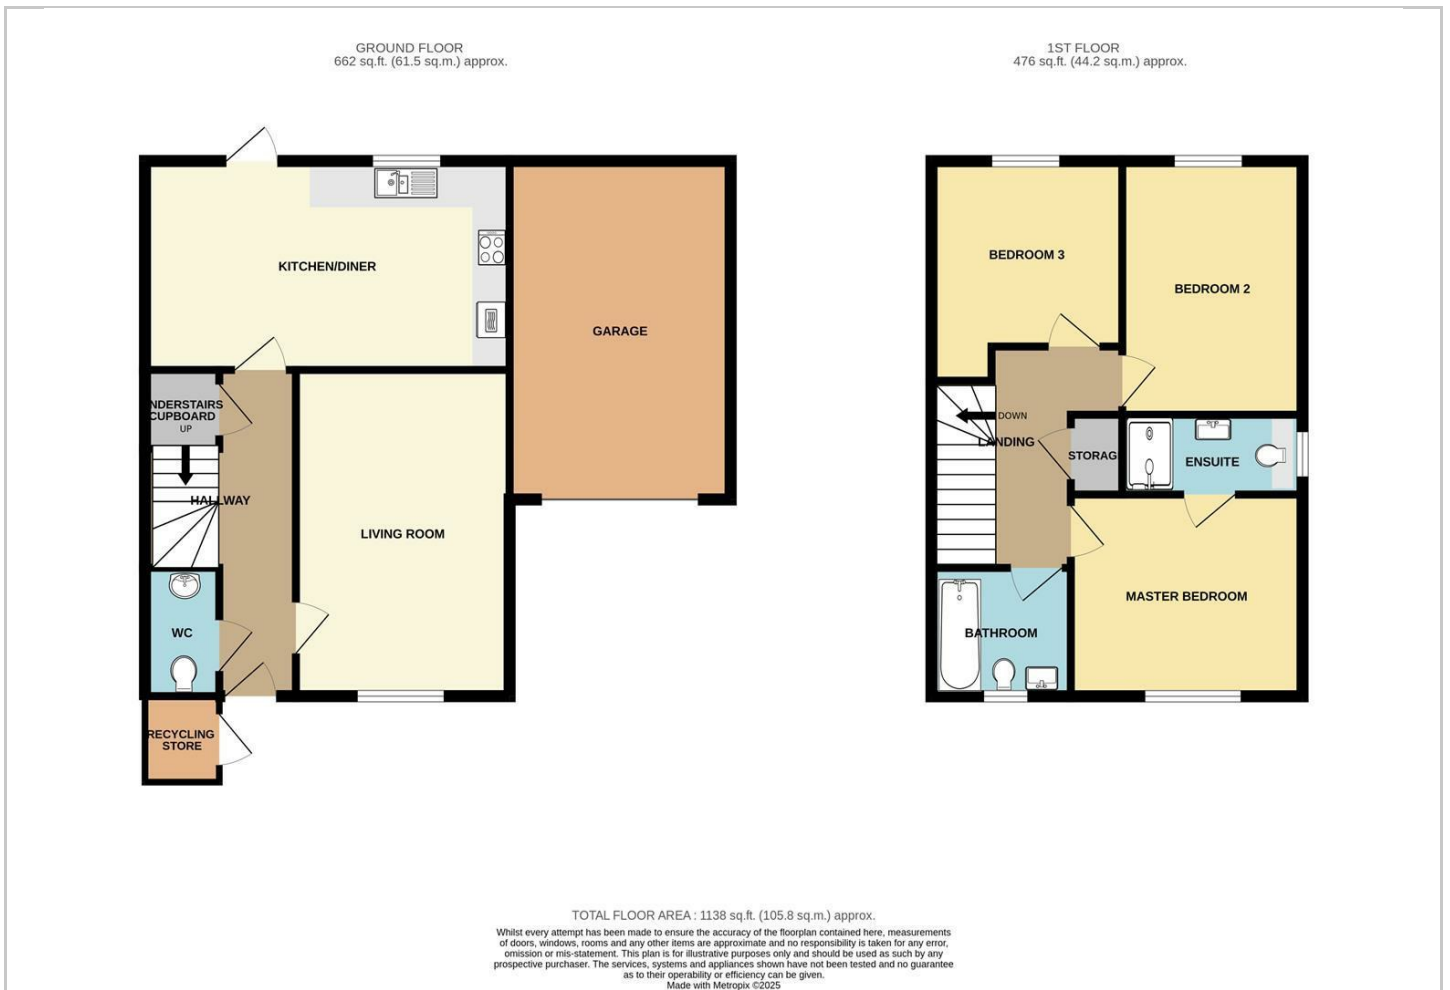 GROUND FLOOR
662 sq.ft. (61.5 sq.m.) approx.
1ST FLOOR
476 sq.ft. (44.2 sq.m.) approx.
KITCHEN/DINER
GARAGE
NDERSTAIRS
CUPBOARD
UP
HALLWAY
LIVING ROOM
WC
RECYCLING
STORE
BEDROOM 3
BEDROOM 2
DOWN
LANDING
STORAG
ENSUITE
MASTER BEDROOM
BATHROOM
TOTAL FLOOR AREA : 1138 sq.ft. (105.8 sq.m.) approx.
Whilst every attempt has been made to ensure the accuracy of the floorplan contained here, measurements
of doors, windows, rooms and any other items are approximate and no responsibility is taken for any error,
omission or mis-statement. This plan is for illustrative purposes only and should be used as such by any
prospective purchaser. The services, systems and appliances shown have not been tested and no guarantee
as to their operability or efficiency can be given.
Made with Metropix ©2025